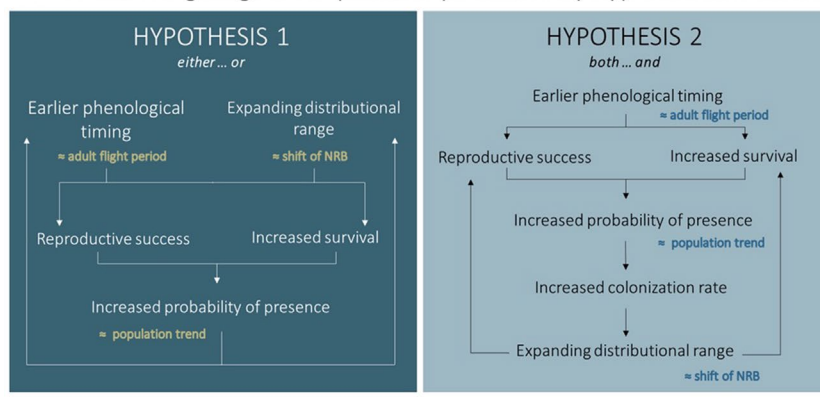 HYPOTHESIS 1
either… or
Earlier phenological
timing
≈ adult flight period
Expanding distributional
range
≈ shift of NRB
Reproductive success
Increased survival
Increased probability of presence
≈ population trend
HYPOTHESIS 2
both… and
Earlier phenological timing
≈ adult flight period
Reproductive success
Increased survival
Increased probability of presence
≈ population trend
Increased colonization rate
Expanding distributional range
≈ shift of NRB